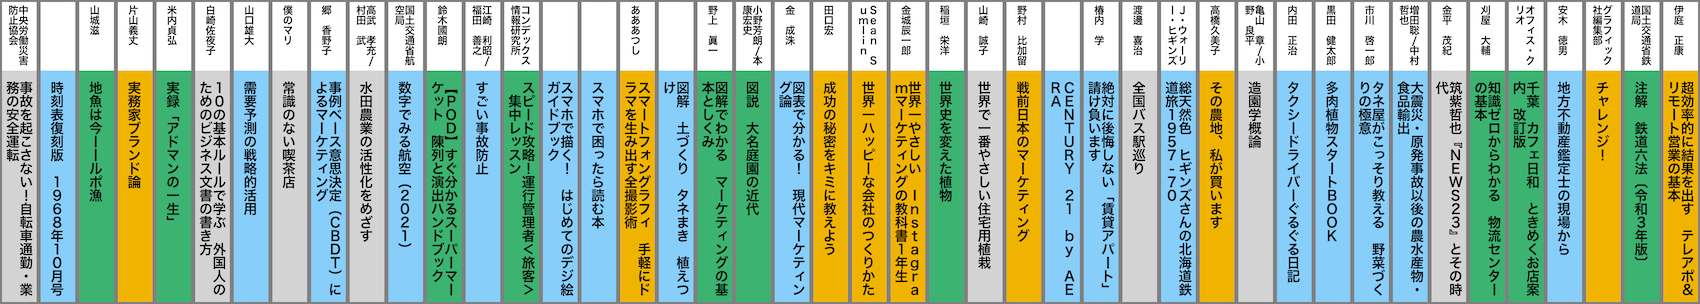 伊庭　正康
超効率的に結果を出す　テレアポ＆
リモート営業の基本
国土交通省鉄
道局
注解　鉄道六法（令和３年版）
グラフィック
社編集部
チャレンジ！
安木　徳男
地方不動産鑑定士の現場から
オフィス・ク
リオ
千葉　カフェ日和　ときめくお店案
内　改訂版
刈屋　大輔
知識ゼロからわかる　物流センター
の基本
金平　茂紀
筑紫哲也『ＮＥＷＳ２３』とその時
代
増田聡／中村
哲也
大震災・原発事故以後の農水産物・
食品輸出
市川　啓一郎
タネ屋がこっそり教える　野菜づく
りの極意
黒田　健太郎
多肉植物スタートＢＯＯＫ
内田　正治
タクシードライバーぐるぐる日記
亀山　章／小
野　良平
造園学概論
高橋久美子
その農地、私が買います
Ｊ・ウォーリ
ー・ヒギンズ
総天然色　ヒギンズさんの北海道鉄
道旅１９５７－７０
渡邊　嘉治
全国バス駅巡り
椿内　学
絶対に後悔しない「賃貸アパート」
請け負います
ＣＥＮＴＵＲＹ　２１　ｂｙ　ＡＥ
ＲＡ
野村　比加留
戦前日本のマーケティング
山崎　誠子
世界で一番やさしい住宅用植栽
稲垣　栄洋
世界史を変えた植物
金城辰一郎
世界一やさしい　Ｉｎｓｔａｇｒａ
ｍマーケティングの教科書１年生
Ｓｅａｎ　Ｓ
ｕｍｌｉｎ
世界一ハッピーな会社のつくりかた
田口宏
成功の秘密をキミに教えよう
金　成洙
図表で分かる！　現代マーケティン
グ論
小野芳朗／本
康宏史
図説　大名庭園の近代
野上　眞一
図解でわかる　マーケティングの基
本としくみ
図解　土づくり　タネまき　植えつ
け
あああつし
スマートフォングラフィ　手軽にド
ラマを生み出す全撮影術
スマホで困ったら読む本
スマホで描く！　はじめてのデジ絵
ガイドブック
コンデックス
情報研究所
スピード攻略！運行管理者＜旅客＞
集中レッスン
江﨑　利昭／
福田　善之
すごい事故防止
鈴木國朗
【ＰＯＤ】すぐ分かるスーパーマー
ケット　陳列と演出ハンドブック
国土交通省航
空局
数字でみる航空（２０２１）
高武　孝充／
村田　武
水田農業の活性化をめざす
郷　香野子
事例ベース意思決定（ＣＢＤＴ）に
よるマーケティング
僕のマリ
常識のない喫茶店
山口雄大
需要予測の戦略的活用
白崎佐夜子
１０の基本ルールで学ぶ　外国人の
ためのビジネス文書の書き方
米内貞弘
実録「アドマンの一生」
片山義丈
実務家ブランド論
山城滋
地魚は今ーールポ漁
時刻表復刻版　１９６８年１０月号
中央労働災害
防止協会
事故を起こさない！自転車通勤・業
務の安全運転